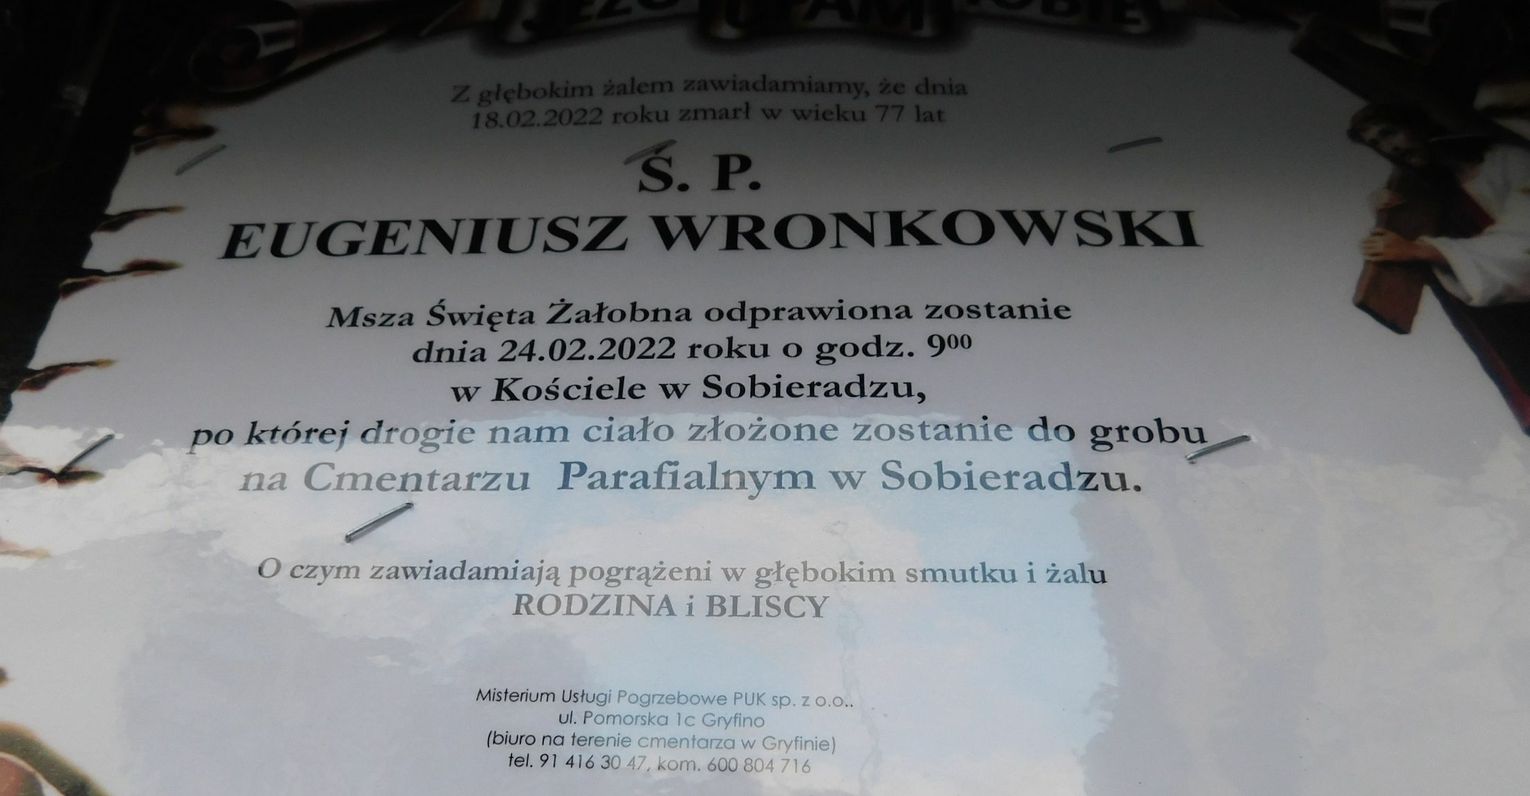 JEZU UFAM TOBIE
Z głębokim żalem zawiadamiamy, że dnia
18.02.2022 roku zmarł w wieku 77 lat
Ś. P.
EUGENIUSZ WRONKOWSKI
Msza Święta Żałobna odprawiona zostanie
dnia 24.02.2022 roku o godz. 9⁰⁰
w Kościele w Sobieradzu,
po której drogie nam ciało złożone zostanie do grobu
na Cmentarzu Parafialnym w Sobieradzu.
O czym zawiadamiają pogrążeni w głębokim smutku i żalu
RODZINA i BLISCY
Misterium Usługi Pogrzebowe PUK sp. z o.o..
ul. Pomorska 1c Gryfino
(biuro na terenie cmentarza w Gryfinie)
tel. 91 416 30 47, kom. 600 804 716